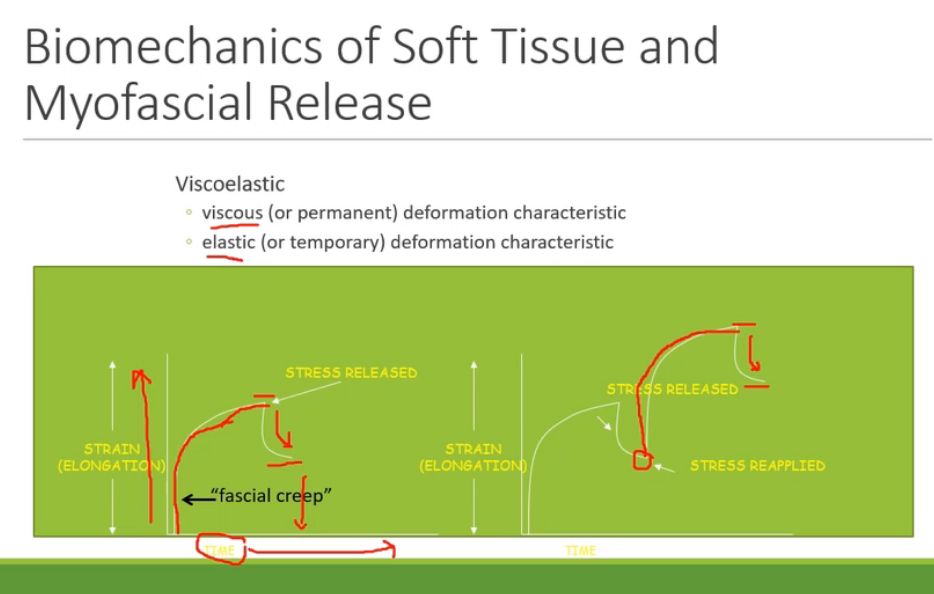 Biomechanics of Soft Tissue and
Myofascial Release
Viscoelastic
◦ viscous (or permanent) deformation characteristic
◦ elastic (or temporary) deformation characteristic
STRESS RELEASED
STRAIN
(ELONGATION)
"fascial creep"
TIME
STRESS RELEASED
STRAIN
(ELONGATION)
STRESS REAPPLIED
TIME